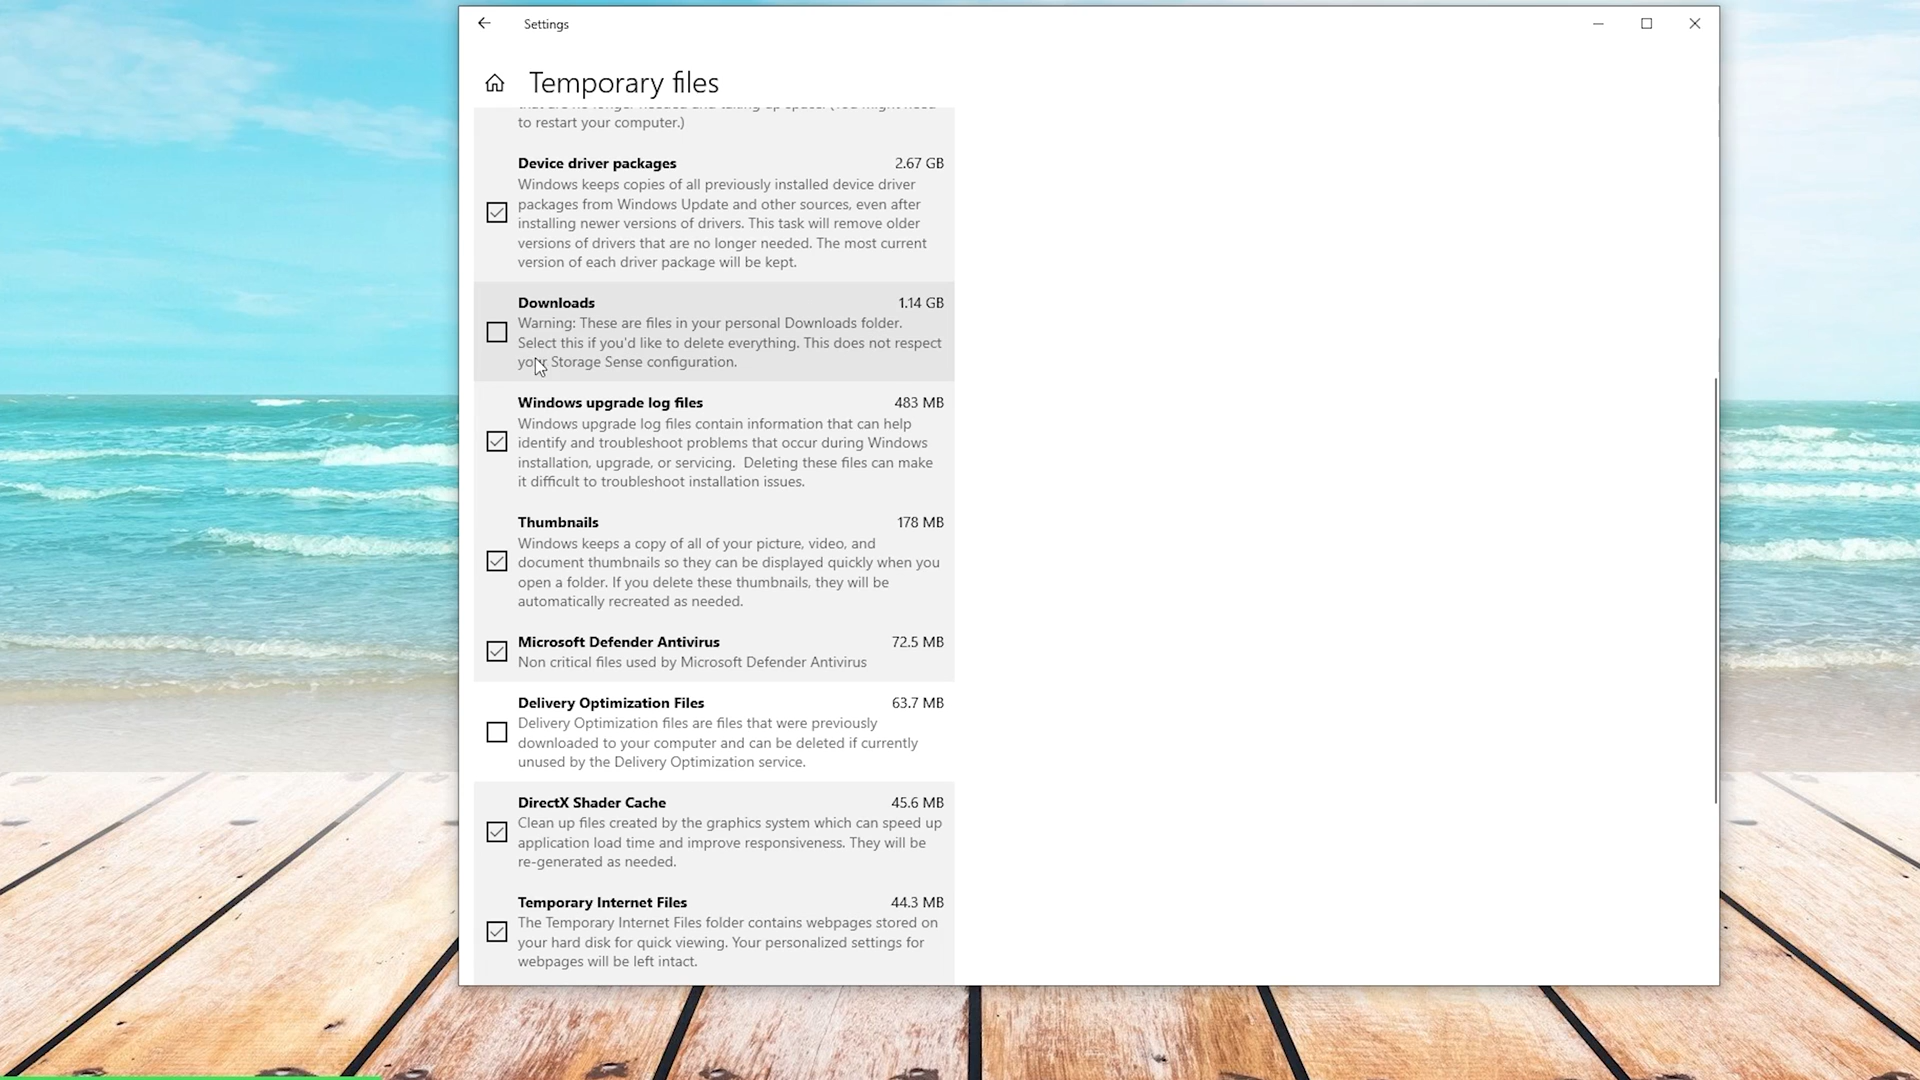 Settings
Temporary files
to restart your computer.)
Device driver packages 2.67 GB
Windows keeps copies of all previously installed device driver
packages from Windows Update and other sources, even after
installing newer versions of drivers. This task will remove older
versions of drivers that are no longer needed. The most current
version of each driver package will be kept.
Downloads 1.14 GB
Warning: These are files in your personal Downloads folder.
Select this if you'd like to delete everything. This does not respect
your Storage Sense configuration.
Windows upgrade log files 483 MB
Windows upgrade log files contain information that can help
identify and troubleshoot problems that occur during Windows
installation, upgrade, or servicing.  Deleting these files can make
it difficult to troubleshoot installation issues.
Thumbnails 178 MB
Windows keeps a copy of all of your picture, video, and
document thumbnails so they can be displayed quickly when you
open a folder. If you delete these thumbnails, they will be
automatically recreated as needed.
Microsoft Defender Antivirus 72.5 MB
Non critical files used by Microsoft Defender Antivirus
Delivery Optimization Files 63.7 MB
Delivery Optimization files are files that were previously
downloaded to your computer and can be deleted if currently
unused by the Delivery Optimization service.
DirectX Shader Cache 45.6 MB
Clean up files created by the graphics system which can speed up
application load time and improve responsiveness. They will be
re-generated as needed.
Temporary Internet Files 44.3 MB
The Temporary Internet Files folder contains webpages stored on
your hard disk for quick viewing. Your personalized settings for
webpages will be left intact.